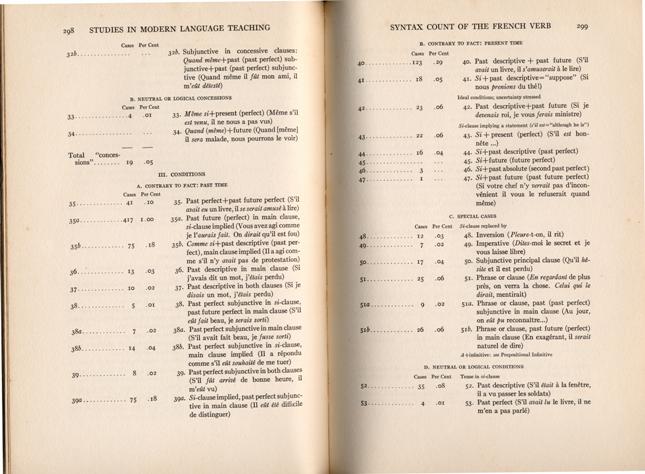 298 STUDIES IN MODERN LANGUAGE TEACHING
Cases Per Cent
32b. ... ... 32b. Subjunctive in concessive clauses:
Quand même+past (past perfect) sub-
junctive+past (past perfect) subjunc-
tive (Quand même il fût mon ami, il
m'eût détesté)
B. NEUTRAL OR LOGICAL CONCESSIONS
Cases Per Cent
33. 4 .01 33. Même si+present (perfect) (Même s'il
est venu, il ne nous a pas vus)
34. ... ... 34. Quand (même)+future (Quand [même]
il sera malade, nous pourrons le voir)
Total "conces-
sions" 19 .05
III. CONDITIONS
A. CONTRARY TO FACT: PAST TIME
Cases Per Cent
35. 41 .10 35. Past perfect+past future perfect (S'il
avait eu un livre, il se serait amusé à lire)
35a. 417 1.00 35a. Past future (perfect) in main clause,
si-clause implied (Vous avez agi comme
je l'aurais fait. On dirait qu'il est fou)
35b. 75 .18 35b. Comme si+past descriptive (past per-
fect), main clause implied (Il a agi com-
me s'il n'y avait pas de protestation)
36. 13 .03 36. Past descriptive in main clause (Si
j'avais dit un mot, j'étais perdu)
37. 10 .02 37. Past descriptive in both clauses (Si je
disais un mot, j'étais perdu)
38. 5 .01 38. Past perfect subjunctive in si-clause,
past future perfect in main clause (S'il
eût fait beau, je serais sorti)
38a. 7 .02 38a. Past perfect subjunctive in main clause
(S'il avait fait beau, je fusse sorti)
38b. 14 .04 38b. Past perfect subjunctive in si-clause,
main clause implied (Il a répondu
comme s'il eût souhaité de me tuer)
39. 8 .02 39. Past perfect subjunctive in both clauses
(S'il fût arrivé de bonne heure, il
m'eût vu)
39a. 75 .18 39a. Si-clause implied, past perfect subjunc-
tive in main clause (Il eût été difficile
de distinguer)
SYNTAX COUNT OF THE FRENCH VERB 299
B. CONTRARY TO FACT: PRESENT TIME
Cases Per Cent
40. 123 .29 40. Past descriptive + past future (S'il
avait un livre, il s'amuserait à le lire)
41. 18 .05 41. Si+past descriptive="suppose" (Si
nous prenions du thé!)
Ideal conditions; uncertainty stressed
42. 23 .06 42. Past descriptive+past future (Si je
devenais roi, je vous ferais ministre)
Si-clause implying a statement (s'il est="although he is")
43. 22 .06 43. Si + present (perfect) (S'il est hon-
nête ...)
44. 16 .04 44. Si+past descriptive (past perfect)
45. ... ... 45. Si+future (future perfect)
46. 3 ... 46. Si+past absolute (second past perfect)
47. 1 ... 47. Si+past future (past future perfect)
(Si votre chef n'y verrait pas d'incon-
vénient il vous le refuserait quand
même)
C. SPECIAL CASES
Cases Per Cent Si-clause replaced by
48. 12 .03 48. Inversion (Pleure-t-on, il rit)
49. 7 .02 49. Imperative (Dites-moi le secret et je
vous laisse libre)
50. 17 .04 50. Subjunctive principal clause (Qu'il hé-
site et il est perdu)
51. 25 .06 51. Phrase or clause (En regardant de plus
près, on verra la chose. Celui qui le
dirait, mentirait)
51a. 9 .02 51a. Phrase or clause, past (past perfect)
subjunctive in main clause (Au jour,
on eût pu reconnaître...)
51b. 26 .06 51b. Phrase or clause, past future (perfect)
in main clause (En exagérant, il serait
naturel de dire)
A+infinitive: see Prepositional Infinitive
D. NEUTRAL OR LOGICAL CONDITIONS
Cases Per Cent Tense in si-clause
52. 35 .08 52. Past descriptive (S'il était à la fenêtre,
il a vu passer les soldats)
53. 4 .01 53. Past perfect (S'il avait lu le livre, il ne
m'en a pas parlé)